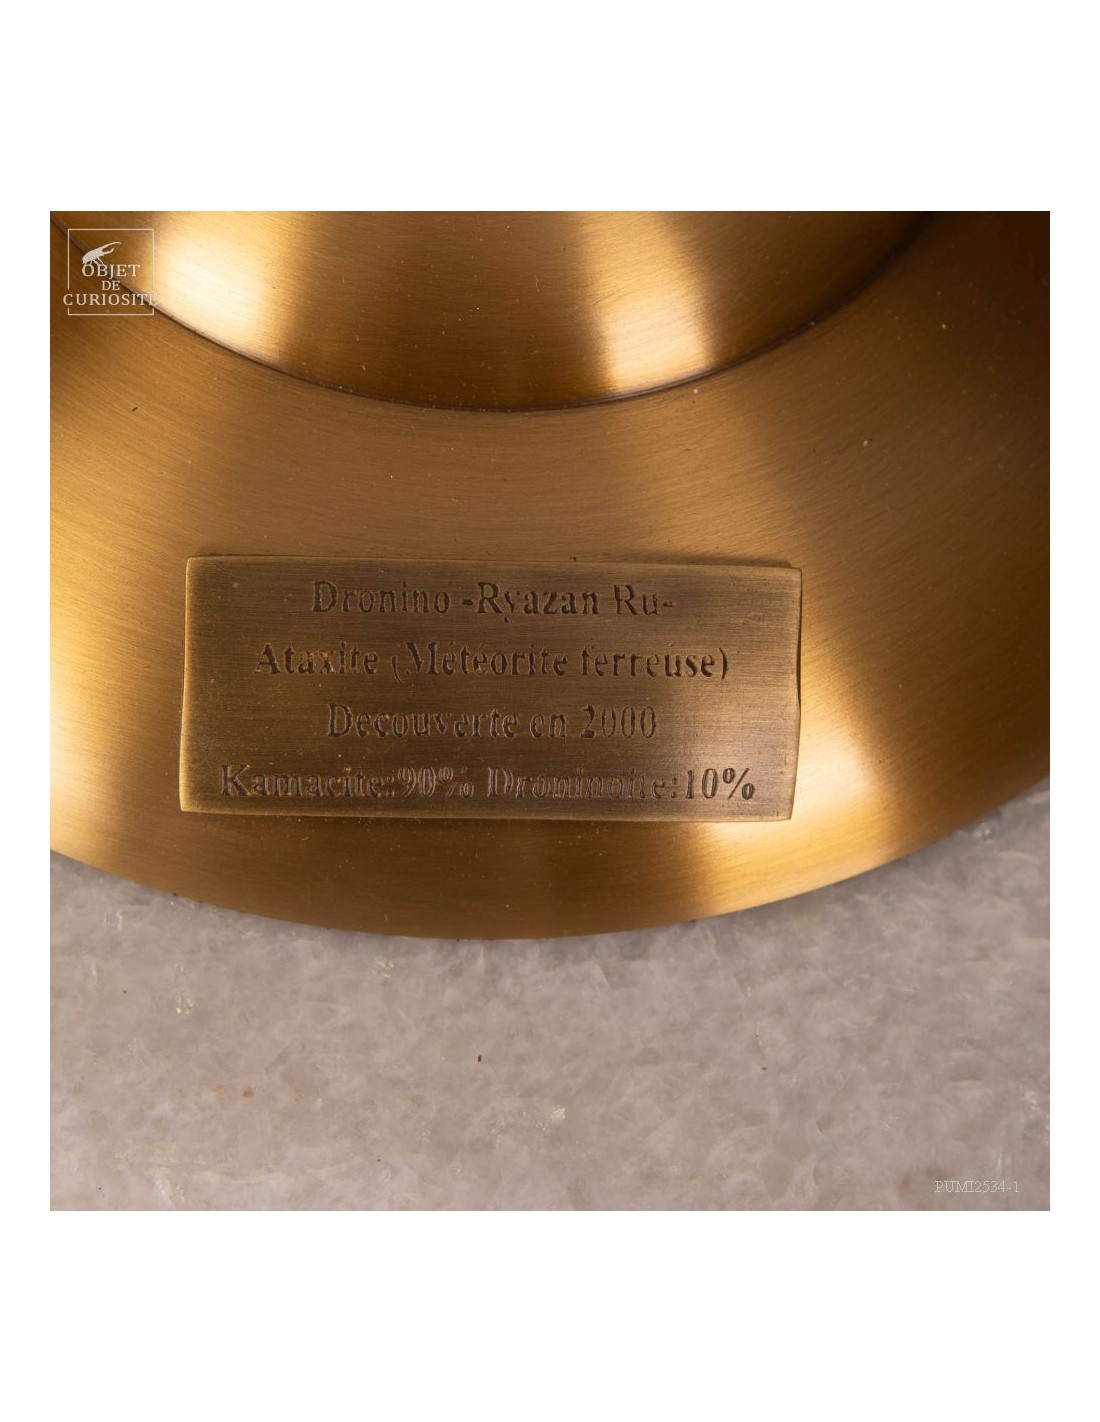 OBJET
DE
CURIOSITE
Dronino -Ryazan Ru-
Ataxite (Météorite ferreuse)
Decouverte en 2000
Kamacite:90% Droninoite:10%
PUMI2534-1